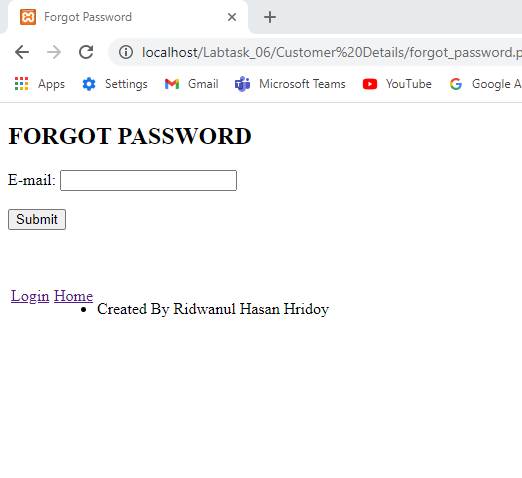 Forgot Password
localhost/Labtask_06/Customer%20Details/forgot_password.p
Apps Settings Gmail Microsoft Teams YouTube Google A
FORGOT PASSWORD
E-mail:
Submit
Login Home
Created By Ridwanul Hasan Hridoy